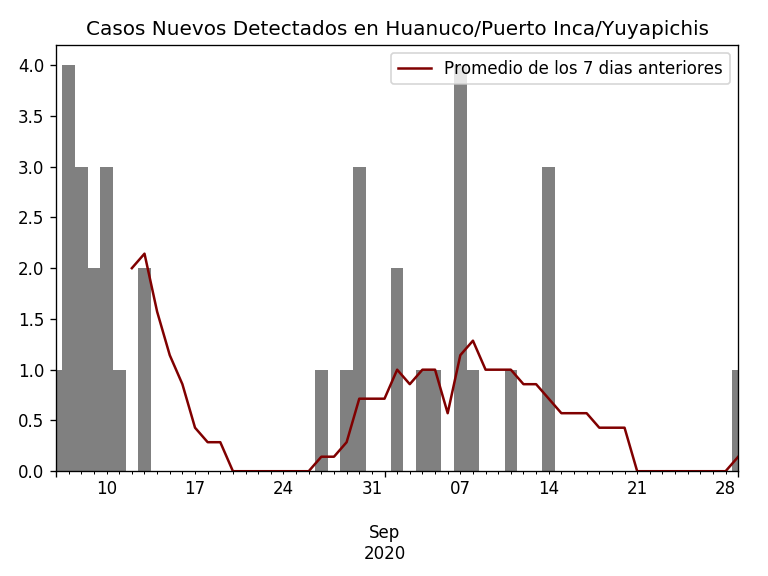 Casos Nuevos Detectados en Huanuco/Puerto Inca/Yuyapichis
Promedio de los 7 dias anteriores
4.0
3.5
3.0
2.5
2.0
1.5
1.0
0.5
0.0
10 17 24 31 07 14 21 28
Sep
2020